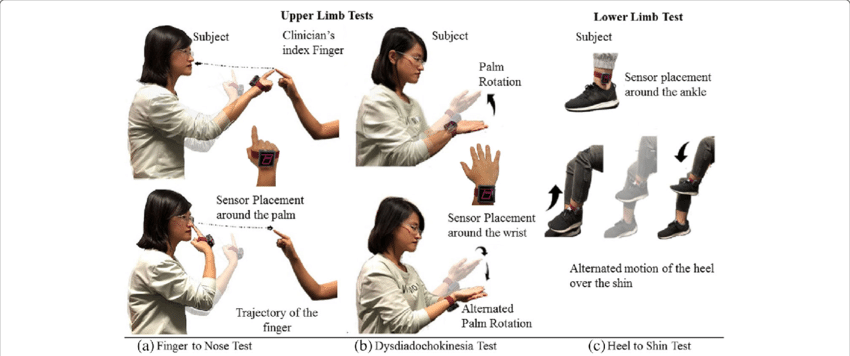 Upper Limb Tests
Lower Limb Test
Subject
Clinician's
index Finger
Subject
Palm
Rotation
Subject
Sensor placement
around the ankle
Sensor Placement
around the palm
Sensor Placement
around the wrist
Trajectory of the
finger
Alternated
Palm Rotation
Alternated motion of the heel
over the shin
(a) Finger to Nose Test
(b) Dysdiadochokinesia Test
(c) Heel to Shin Test